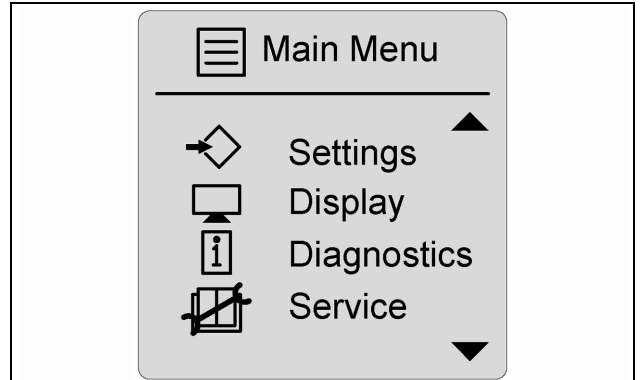 Main Menu
Settings
Display
Diagnostics
Service